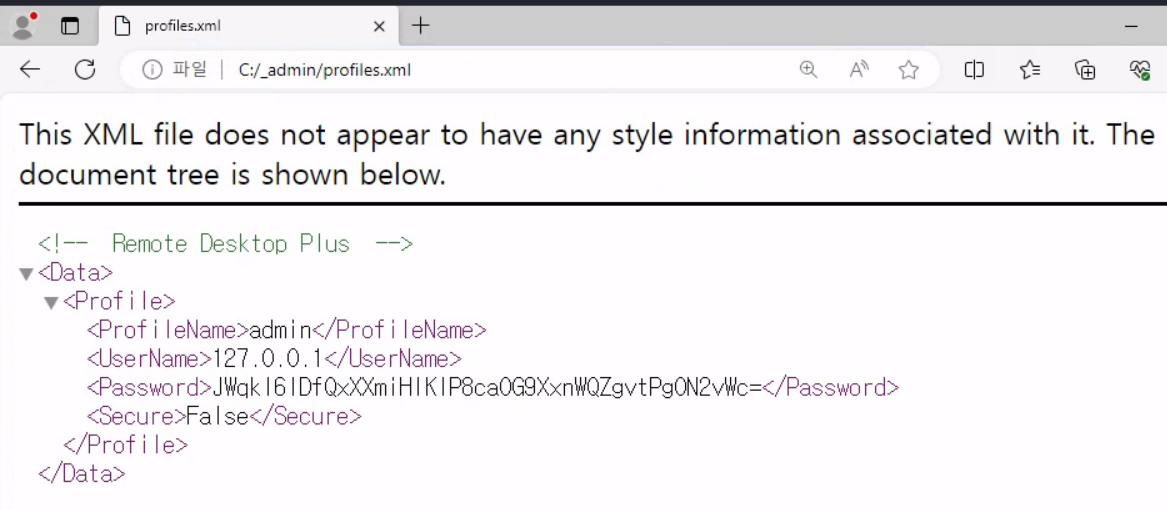 profiles.xml
파일 | C:/_admin/profiles.xml
This XML file does not appear to have any style information associated with it. The
document tree is shown below.
<!-- Remote Desktop Plus -->
▼<Data>
▼<Profile>
<ProfileName>admin</ProfileName>
<UserName>127.0.0.1</UserName>
<Password>JWqkI6IDfQxXXmiHIKIP8ca0G9XxnWQZgvtPgON2vWc=</Password>
<Secure>False</Secure>
</Profile>
</Data>